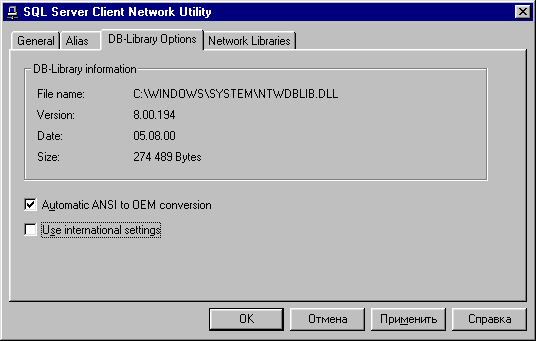 SQL Server Client Network Utility
General Alias DB-Library Options Network Libraries
DB-Library information
File name: C:\WINDOWS\SYSTEM\NTWDBLIB.DLL
Version: 8.00.194
Date: 05.08.00
Size: 274 489 Bytes
Automatic ANSI to OEM conversion
Use international settings
OK Отмена Применить Справка